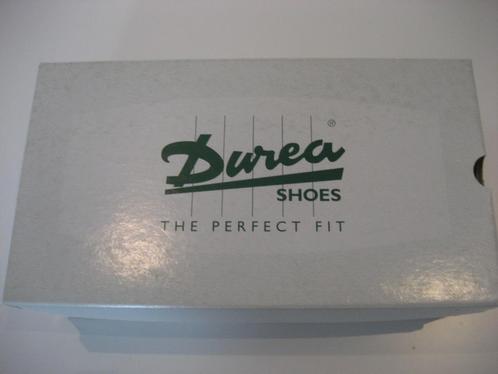 Durea ®
SHOES
THE PERFECT FIT